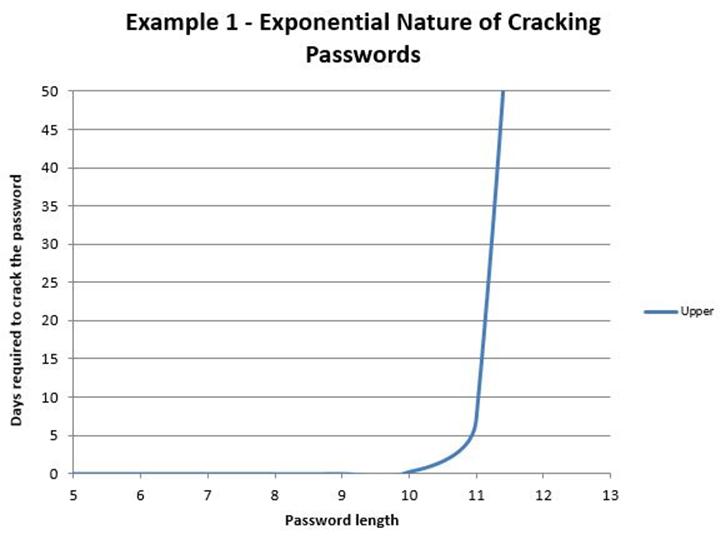 Example 1 - Exponential Nature of Cracking
Passwords
50
45
40
35
30
25
20
15
10
5
0
Days required to crack the password
5 6 7 8 9 10 11 12 13
Password length
Upper